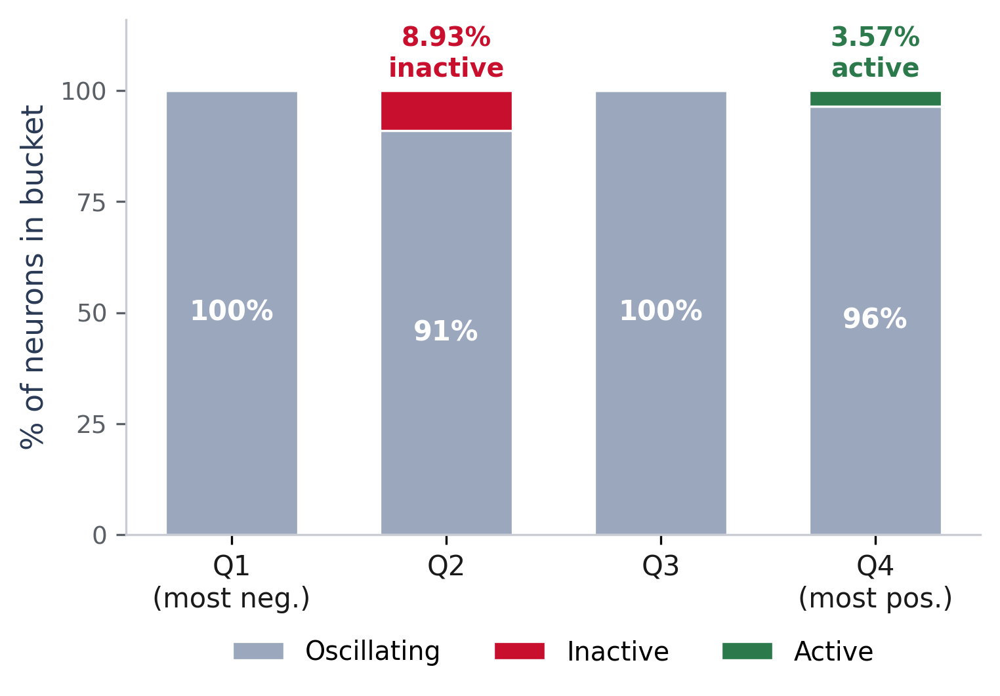 8.93%
inactive
3.57%
active
% of neurons in bucket
100
75
50
25
0
100%
91%
100%
96%
Q1
(most neg.)
Q2
Q3
Q4
(most pos.)
Oscillating
Inactive
Active